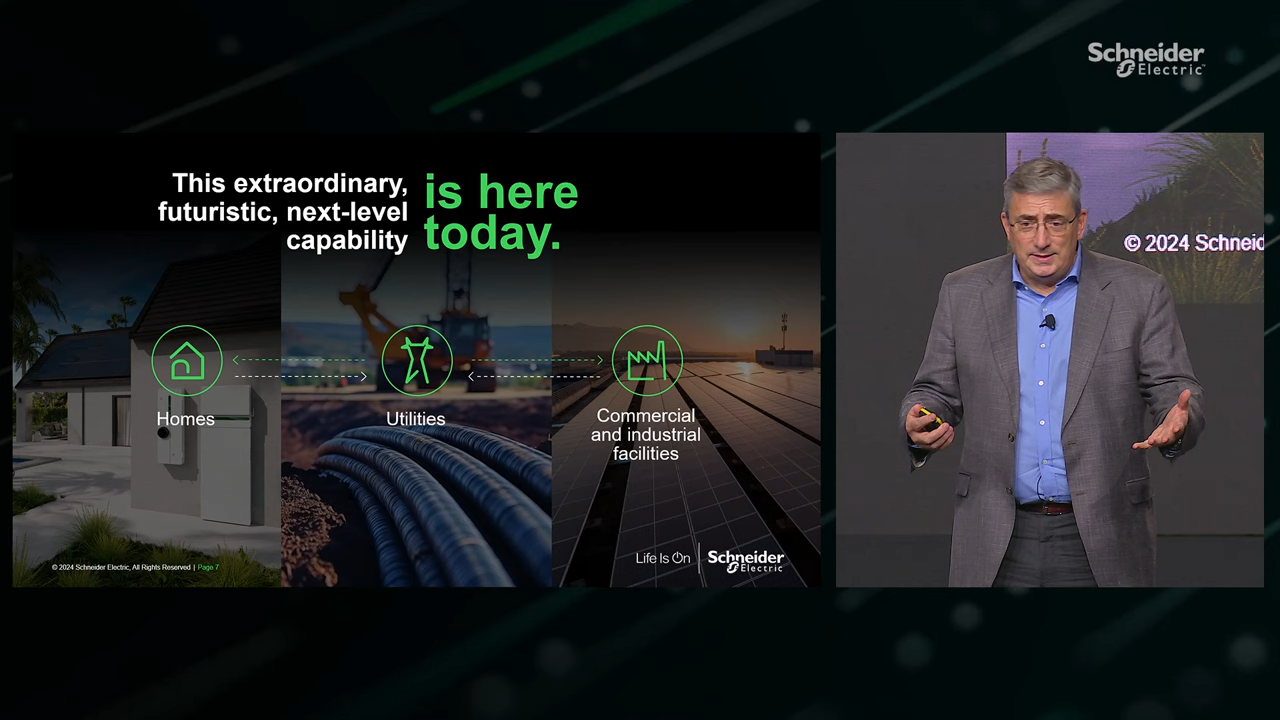 Schneider
Electric
This extraordinary,
futuristic, next-level
capability
is here
today.
Homes
Utilities
Commercial
and industrial
facilities
© 2024 Schneider Electric, All Rights Reserved | Page 7
Life Is On
Schneider
Electric
© 2024 Schneid